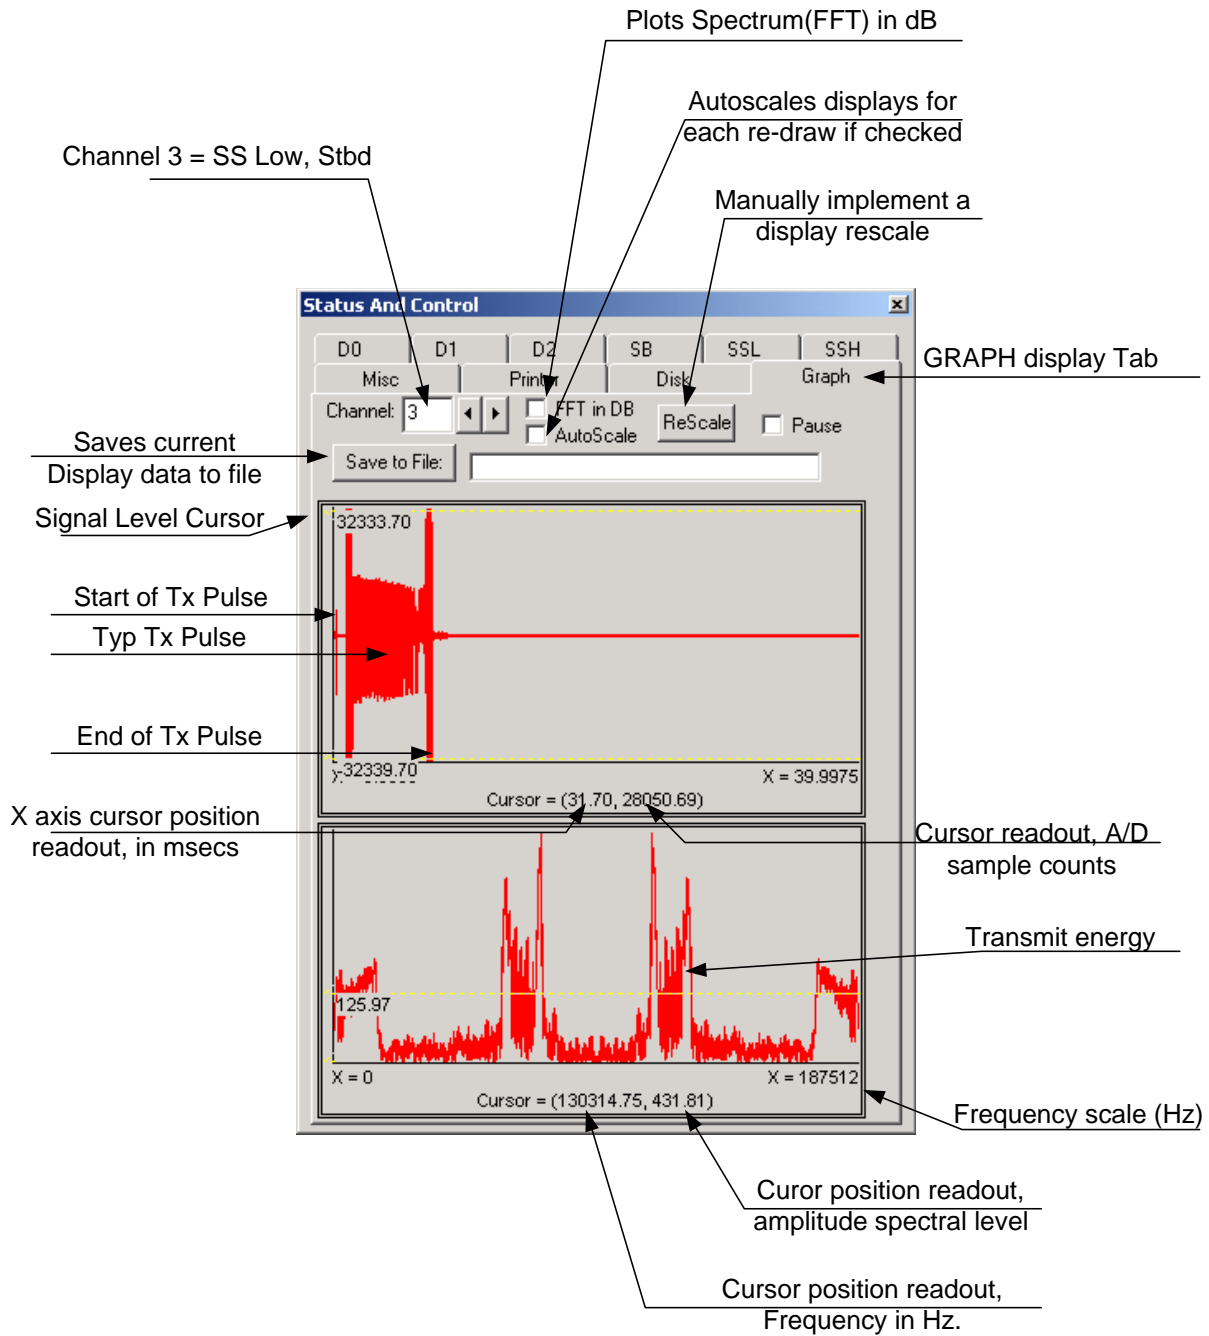 Plots Spectrum(FFT) in dB
Autoscales displays for
each re-draw if checked
Channel 3 = SS Low, Stbd
Manually implement a
display rescale
Status And Control
D0 D1 D2 SB SSL SSH
Misc Printer Disk Graph
GRAPH display Tab
Channel: 3 FFT in DB ReScale Pause
AutoScale
Saves current
Display data to file
Save to File:
Signal Level Cursor
32333.70
Start of Tx Pulse
Typ Tx Pulse
End of Tx Pulse
-32339.70
X = 39.9975
Cursor = (31.70, 28050.69)
X axis cursor position
readout, in msecs
Cursor readout, A/D
sample counts
Transmit energy
125.97
X = 0 X = 187512
Cursor = (130314.75, 431.81)
Frequency scale (Hz)
Curor position readout,
amplitude spectral level
Cursor position readout,
Frequency in Hz.